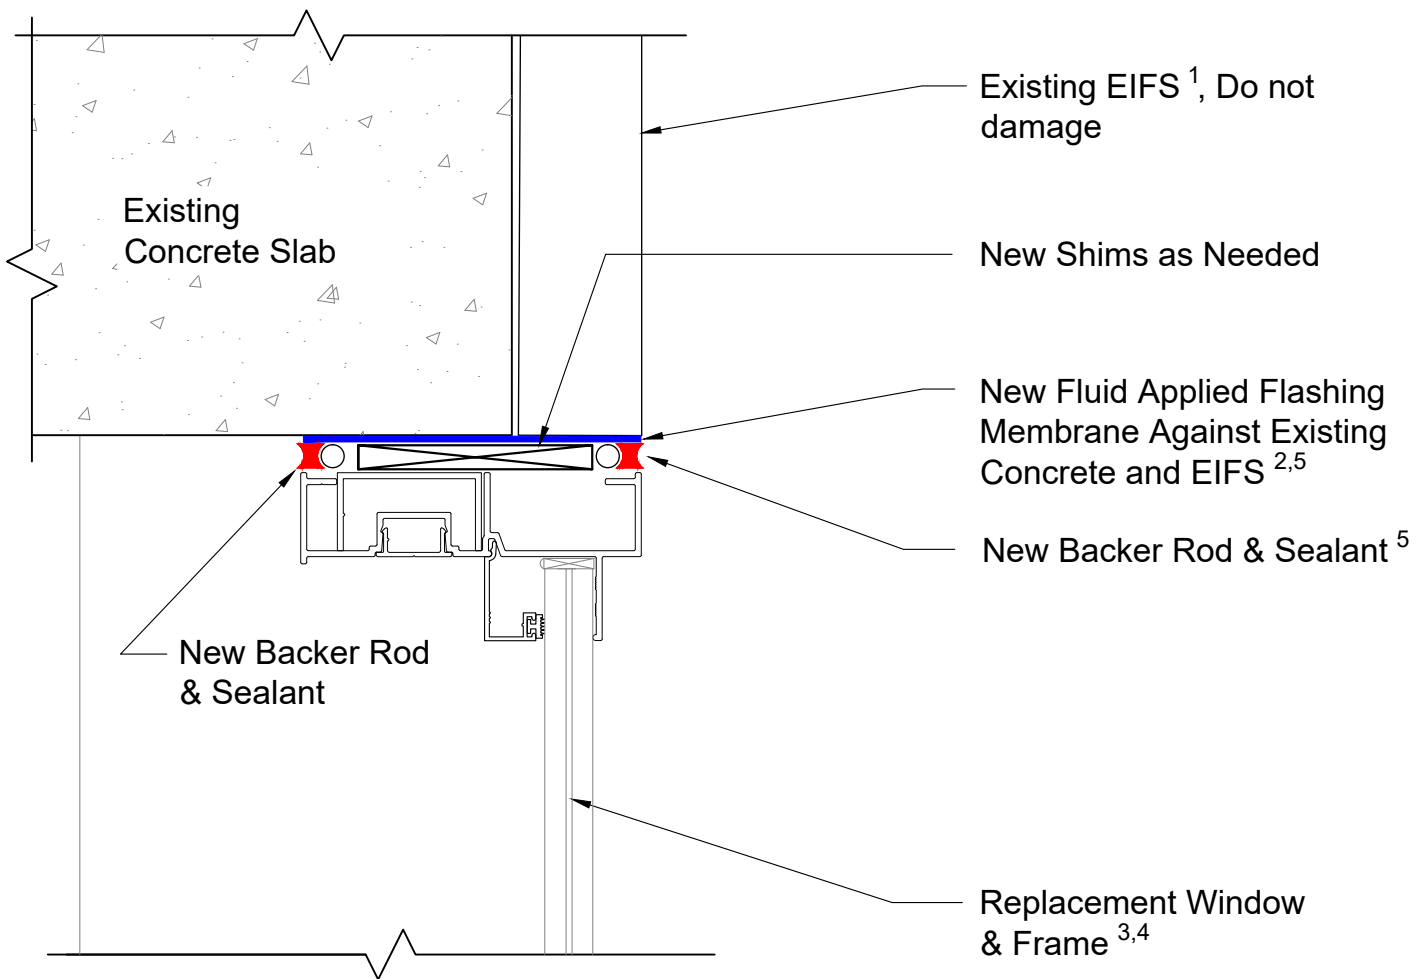 Existing EIFS 1, Do not
damage
Existing
Concrete Slab
New Shims as Needed
New Fluid Applied Flashing
Membrane Against Existing
Concrete and EIFS 2,5
New Backer Rod & Sealant 5
New Backer Rod
& Sealant
Replacement Window
& Frame 3,4